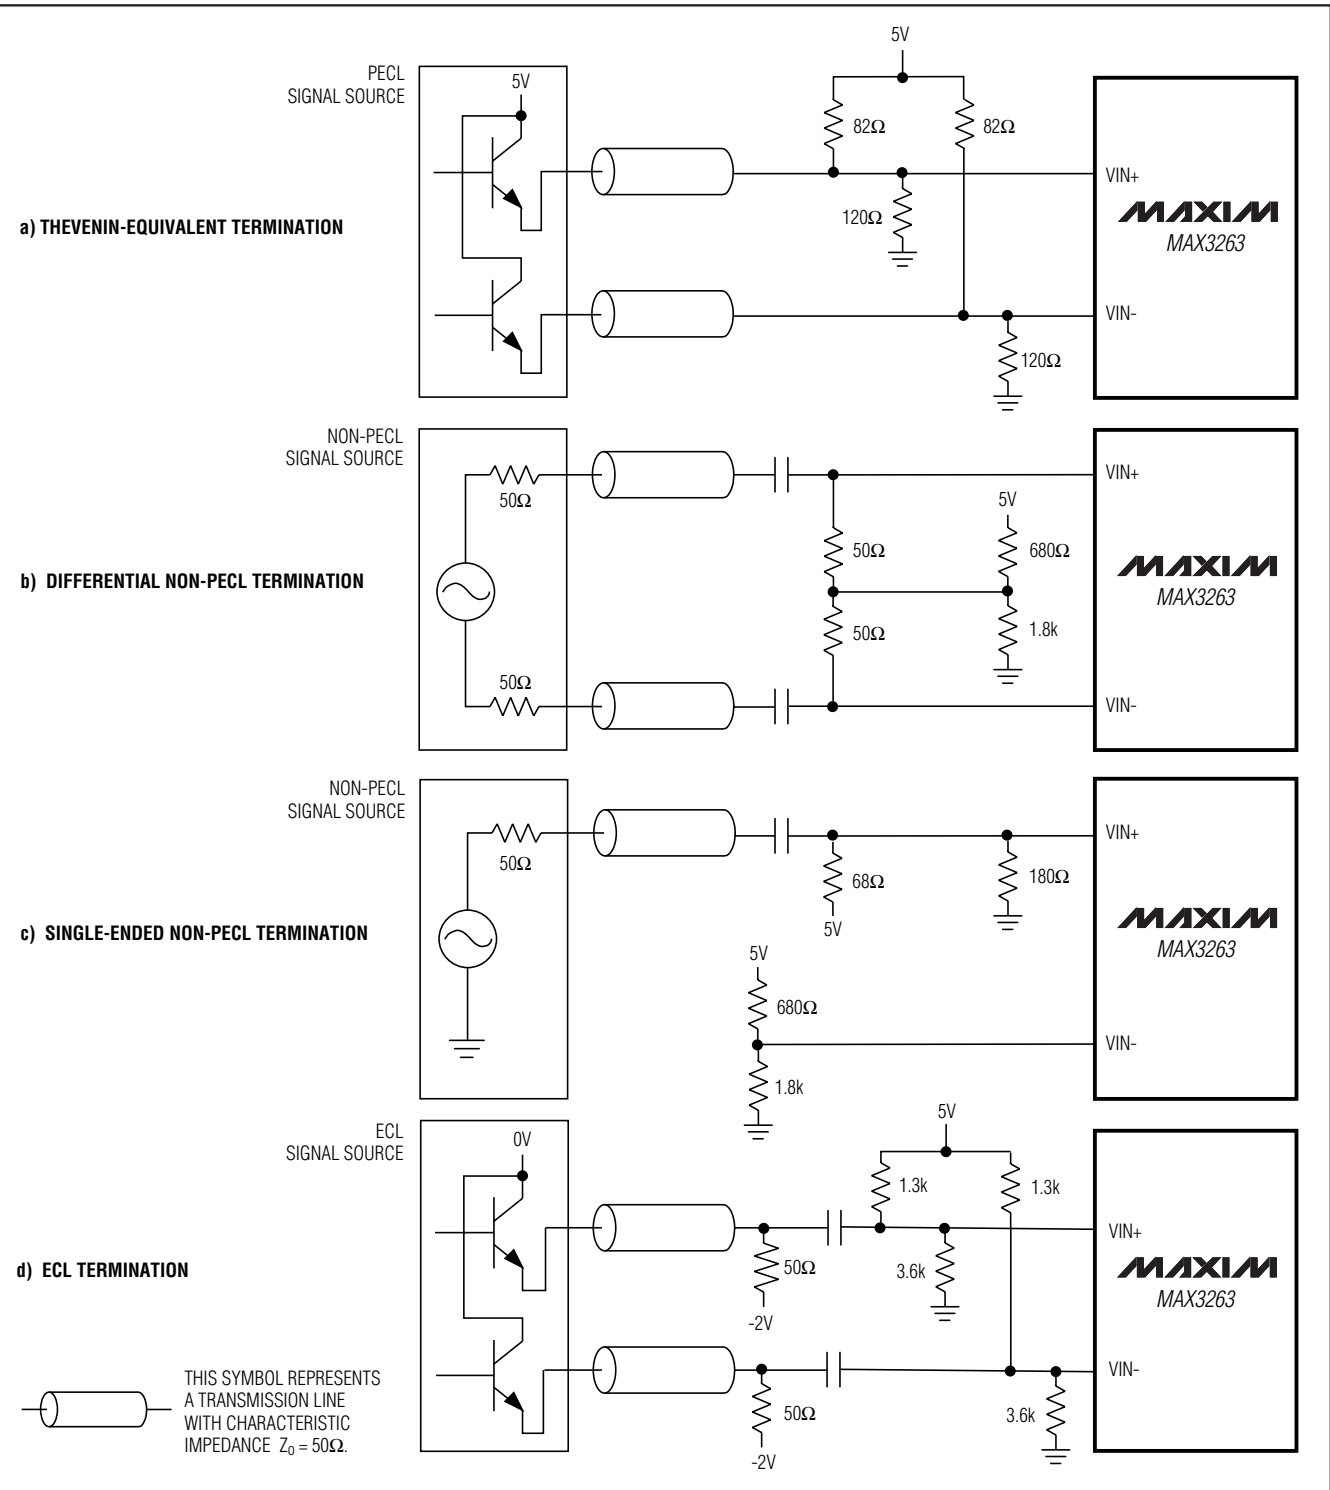 5V
PECL
SIGNAL SOURCE
5V
82Ω
82Ω
VIN+
120Ω
MAXIM
MAX3263
a) THEVENIN-EQUIVALENT TERMINATION
VIN-
120Ω
NON-PECL
SIGNAL SOURCE
50Ω
VIN+
5V
50Ω
680Ω
MAXIM
MAX3263
b) DIFFERENTIAL NON-PECL TERMINATION
50Ω
1.8k
50Ω
VIN-
NON-PECL
SIGNAL SOURCE
50Ω
VIN+
68Ω
180Ω
5V
MAXIM
MAX3263
c) SINGLE-ENDED NON-PECL TERMINATION
5V
680Ω
VIN-
1.8k
5V
ECL
SIGNAL SOURCE
0V
1.3k
1.3k
VIN+
50Ω
3.6k
-2V
MAXIM
MAX3263
d) ECL TERMINATION
VIN-
50Ω
3.6k
-2V
THIS SYMBOL REPRESENTS
A TRANSMISSION LINE
WITH CHARACTERISTIC
IMPEDANCE Z0 = 50Ω.